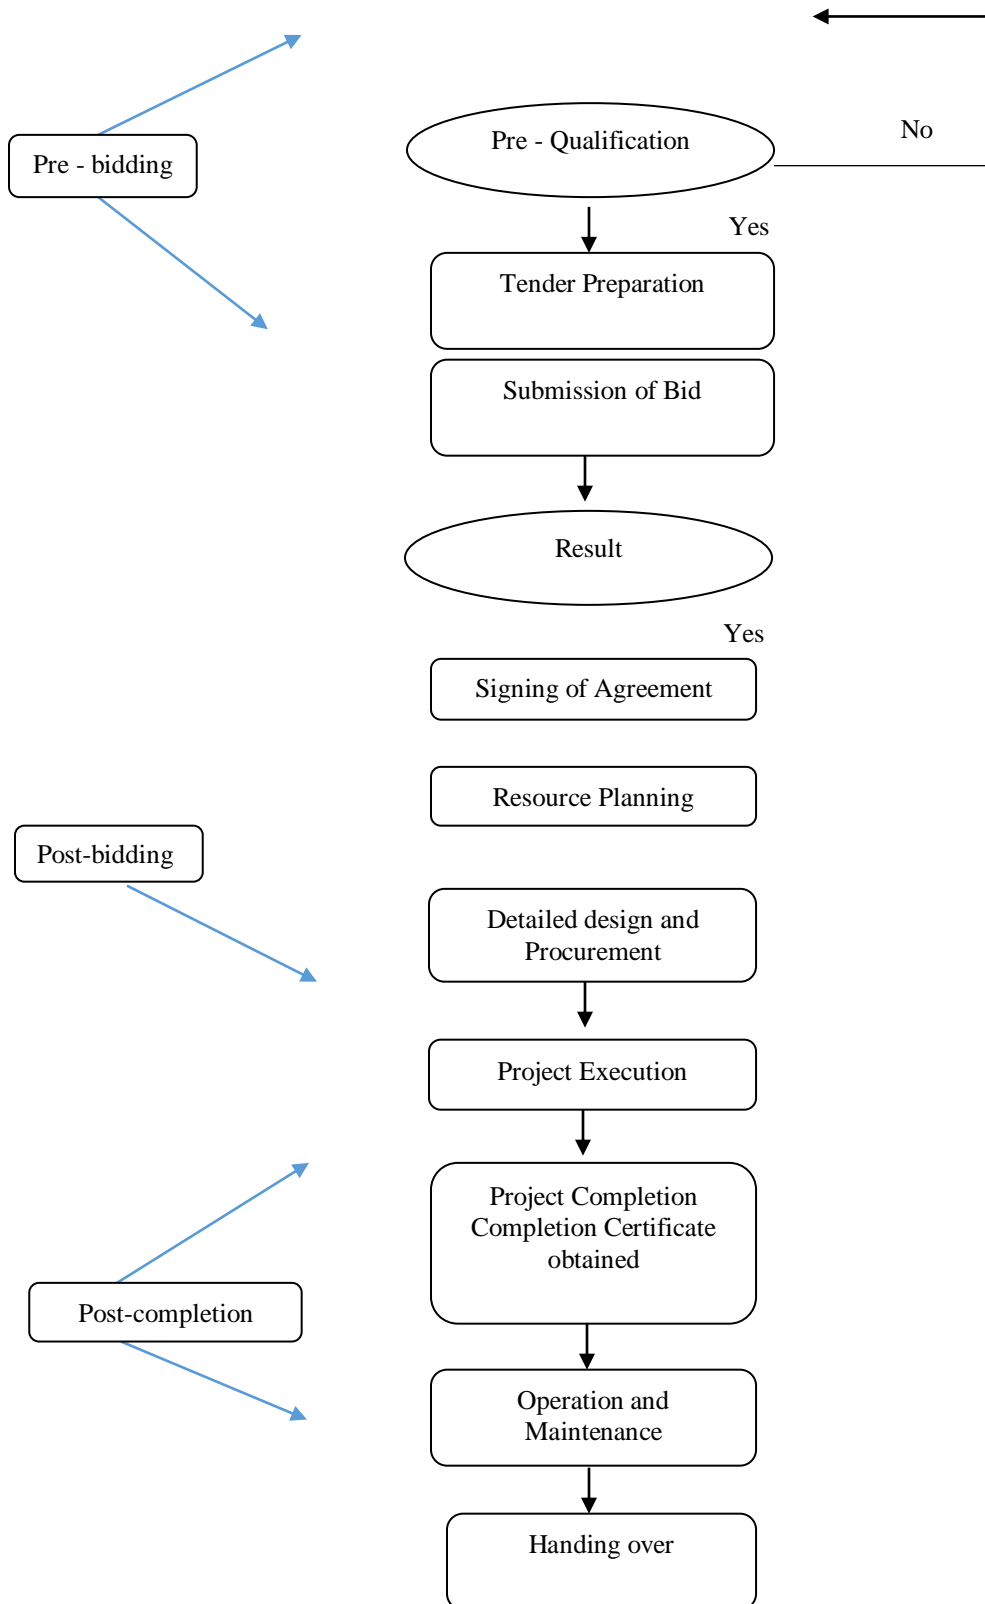 No
Pre - Qualification
Pre - bidding
Yes
Tender Preparation
Submission of Bid
Result
Yes
Signing of Agreement
Resource Planning
Post-bidding
Detailed design and
Procurement
Project Execution
Project Completion
Completion Certificate
obtained
Post-completion
Operation and
Maintenance
Handing over